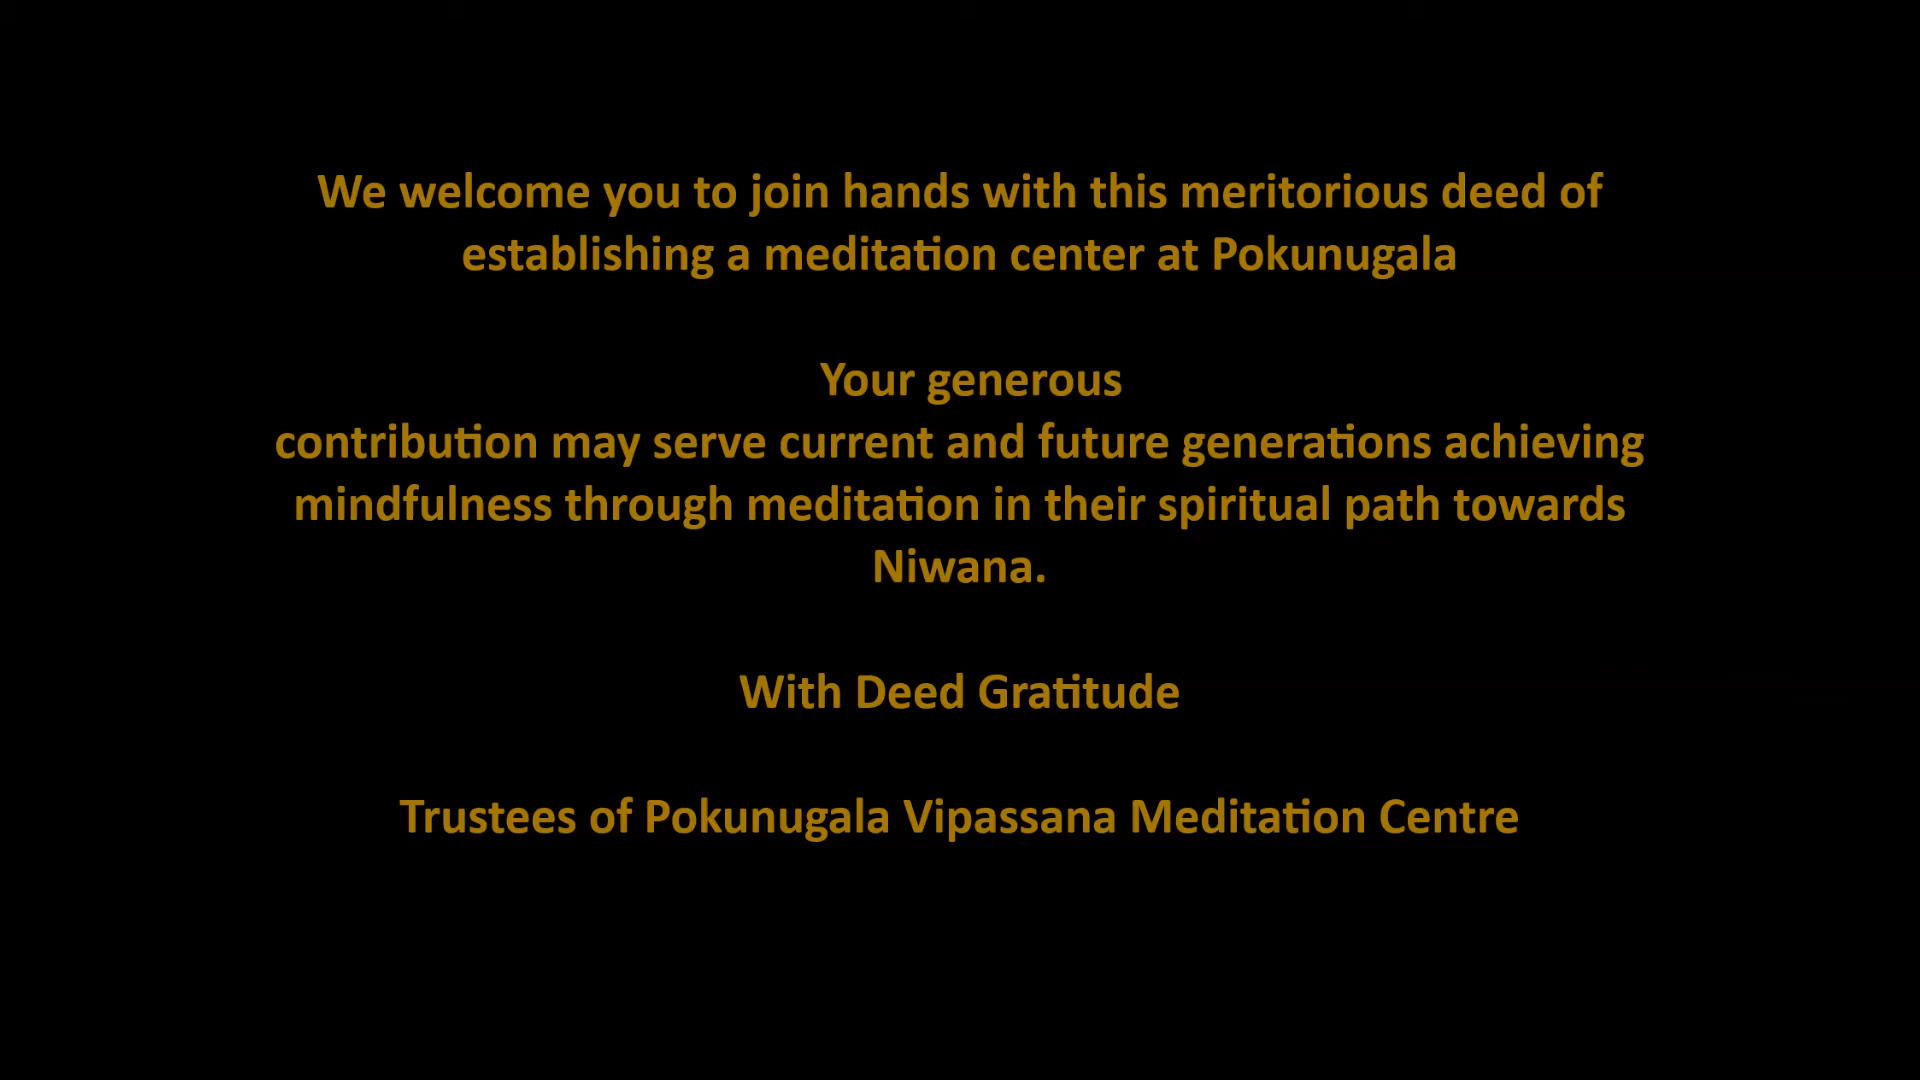 We welcome you to join hands with this meritorious deed of
establishing a meditation center at Pokunugala
Your generous
contribution may serve current and future generations achieving
mindfulness through meditation in their spiritual path towards
Niwana.
With Deed Gratitude
Trustees of Pokunugala Vipassana Meditation Centre